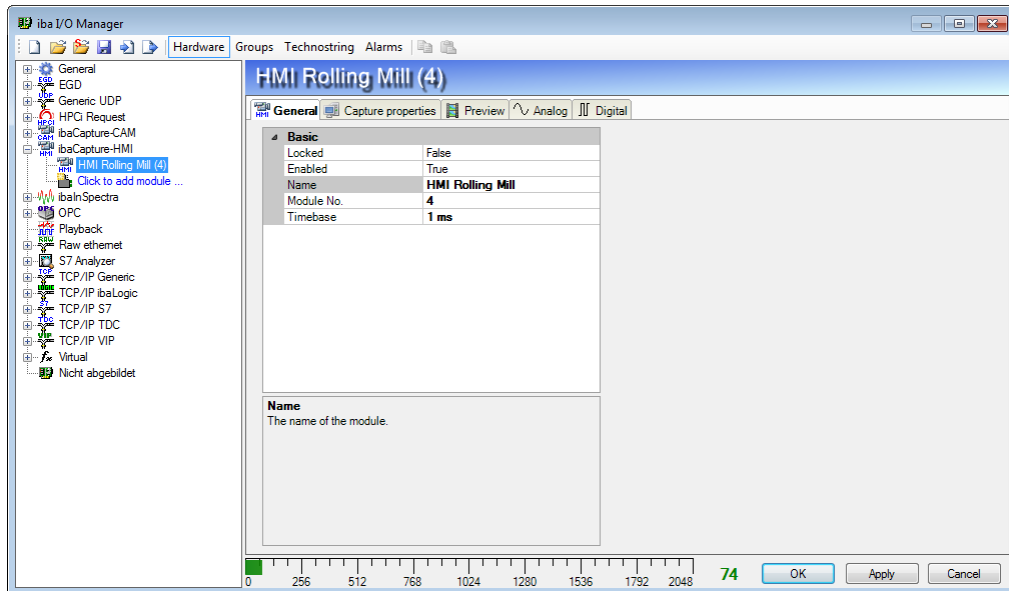 iba I/O Manager
Hardware Groups Technostring Alarms
General
EGD
Generic UDP
HPCi Request
ibaCapture-CAM
ibaCapture-HMI
HMI Rolling Mill (4)
Click to add module ...
ibaInSpectra
OPC
Playback
Raw ethernet
S7 Analyzer
TCP/IP Generic
TCP/IP ibaLogic
TCP/IP S7
TCP/IP TDC
TCP/IP VIP
Virtual
Nicht abgebildet
HMI Rolling Mill (4)
General Capture properties Preview Analog Digital
Basic
Locked False
Enabled True
Name HMI Rolling Mill
Module No. 4
Timebase 1 ms
Name
The name of the module.
0 256 512 768 1024 1280 1536 1792 2048
74 OK Apply Cancel